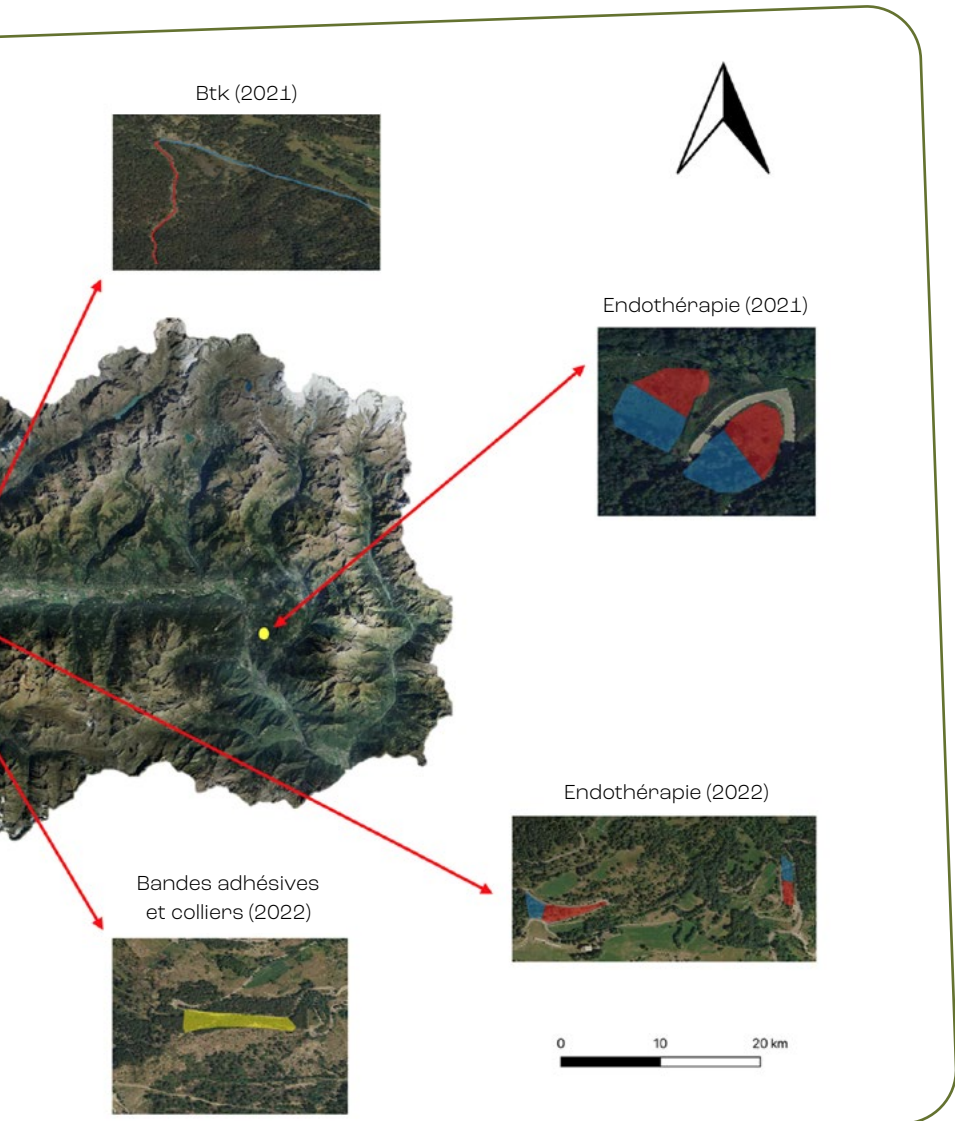 Btk (2021)
Endothérapie (2021)
Endothérapie (2022)
Bandes adhésives
et colliers (2022)
0 10 20 km